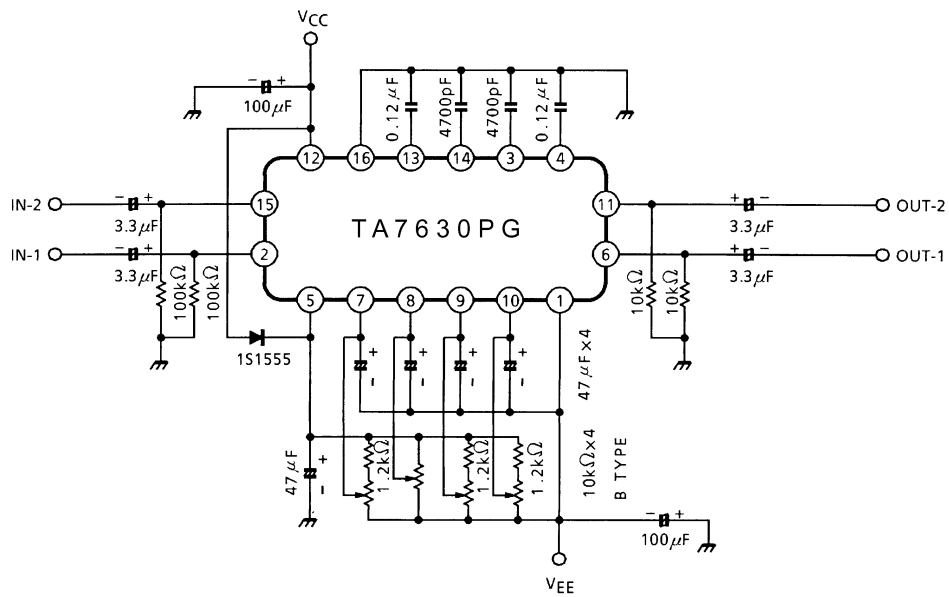 VCC
− +
100μF
0.12μF
4700pF
4700pF
0.12μF
12
16
13
14
3
4
IN-2
− +
3.3μF
15
TA7630PG
11
+ −
3.3μF
OUT-2
IN-1
− +
3.3μF
2
6
+ −
3.3μF
OUT-1
100kΩ
100kΩ
10kΩ
10kΩ
5
7
8
9
10
1
1S1555
+ −
+ −
+ −
+ −
47μF×4
47μF
+ −
1.2kΩ
1.2kΩ
1.2kΩ
10kΩ×4
B TYPE
− +
100μF
VEE